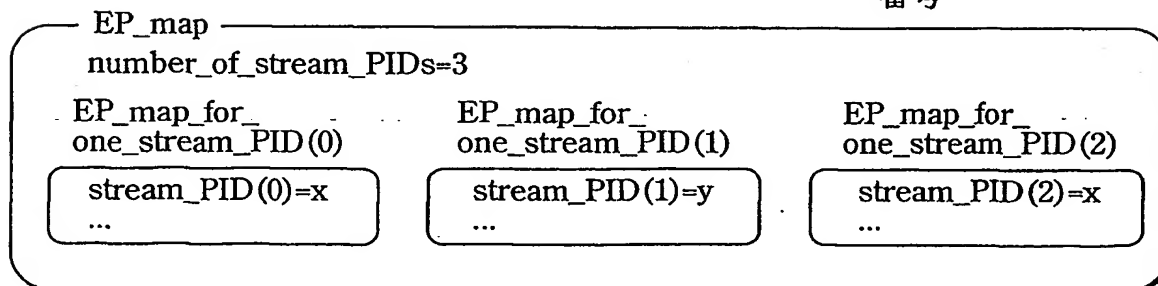 EP_map
number_of_stream_PIDs=3
EP_map_for_
one_stream_PID(0)
EP_map_for_
one_stream_PID(1)
EP_map_for_
one_stream_PID(2)
stream_PID(0)=x
...
stream_PID(1)=y
...
stream_PID(2)=x
...